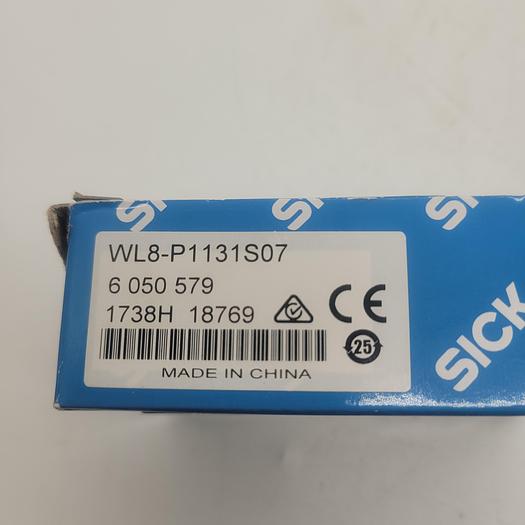 WL8-P1131S07
6 050 579
1738H 18769
CE
25
MADE IN CHINA
SICK